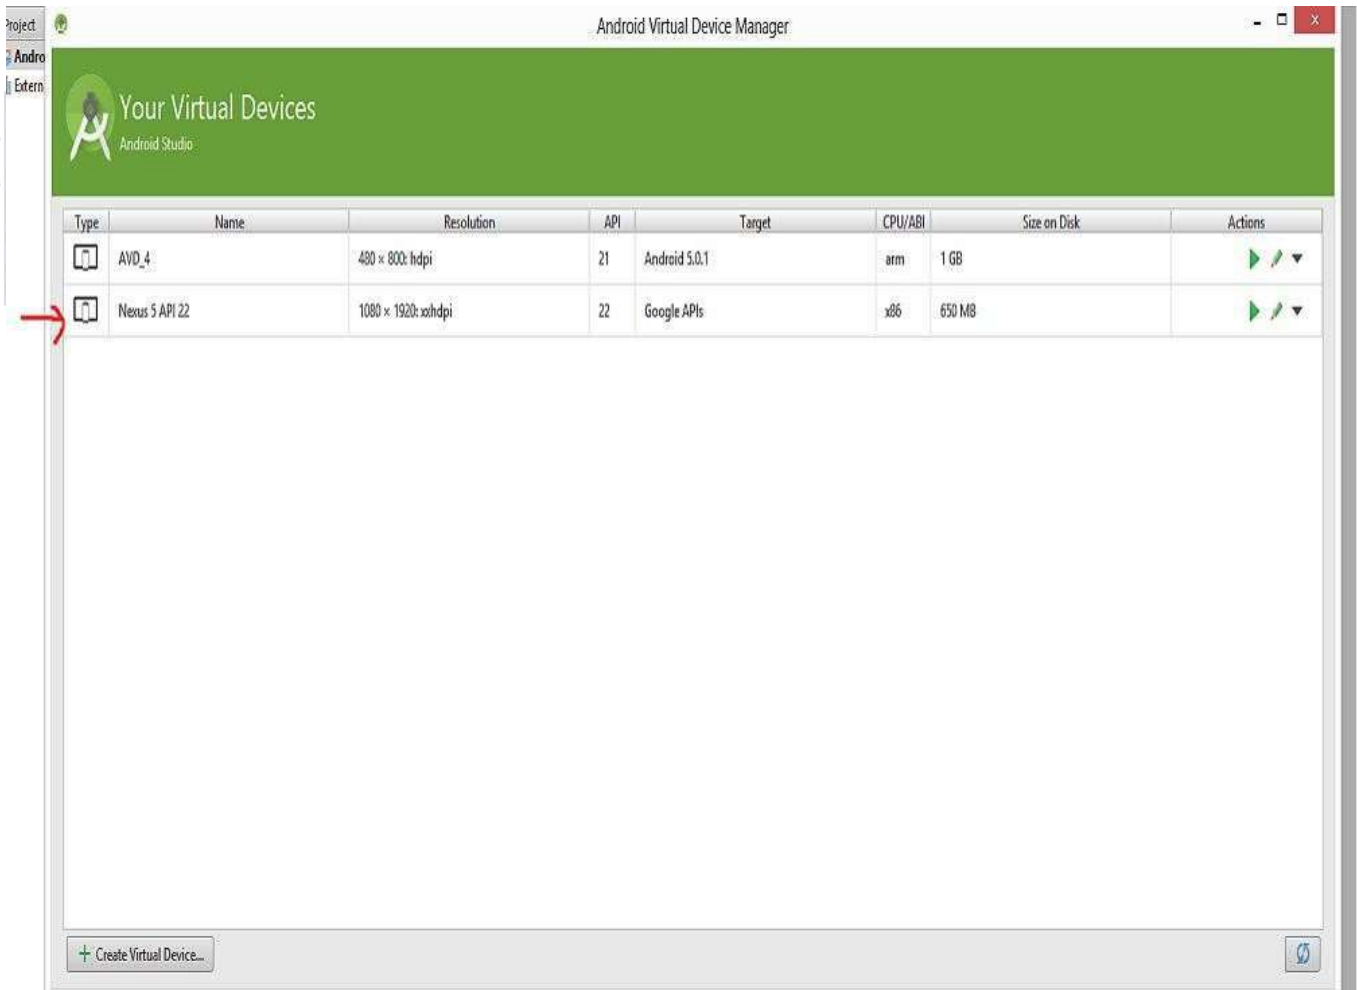 Project
Android Virtual Device Manager
Andro
Extern
Your Virtual Devices
Android Studio
Type Name Resolution API Target CPU/ABI Size on Disk Actions
AVD_4 480 × 800: hdpi 21 Android 5.0.1 arm 1 GB
Nexus 5 API 22 1080 × 1920: xxhdpi 22 Google APIs x86 650 MB
Create Virtual Device...